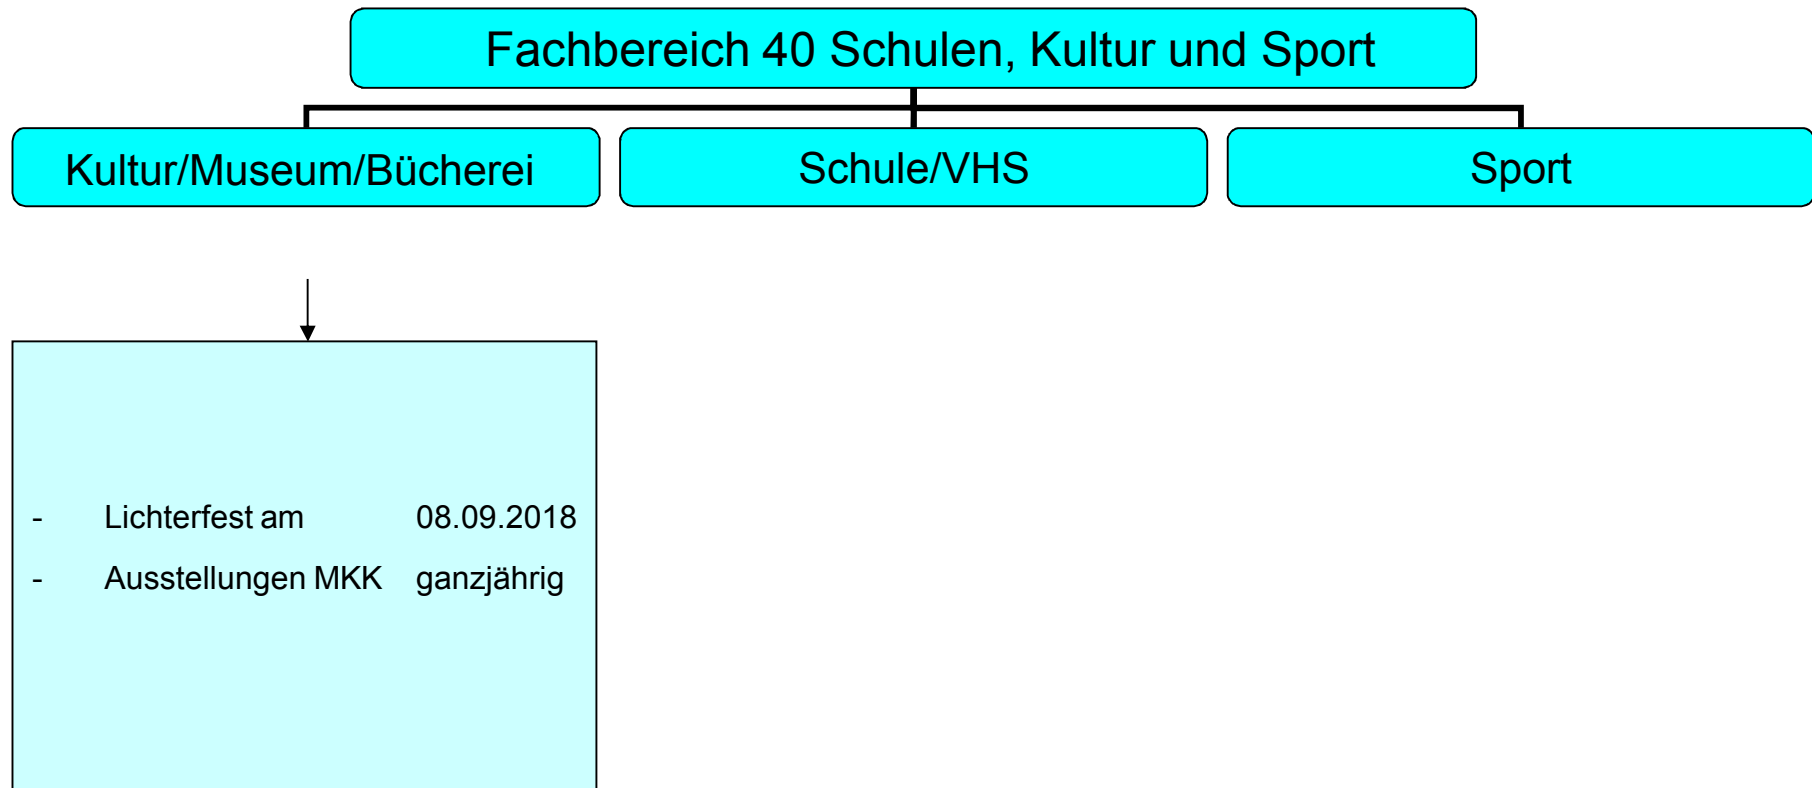 Fachbereich 40 Schulen, Kultur und Sport
Kultur/Museum/Bücherei
Schule/VHS
Sport
- Lichterfest am 08.09.2018
- Ausstellungen MKK ganzjährig